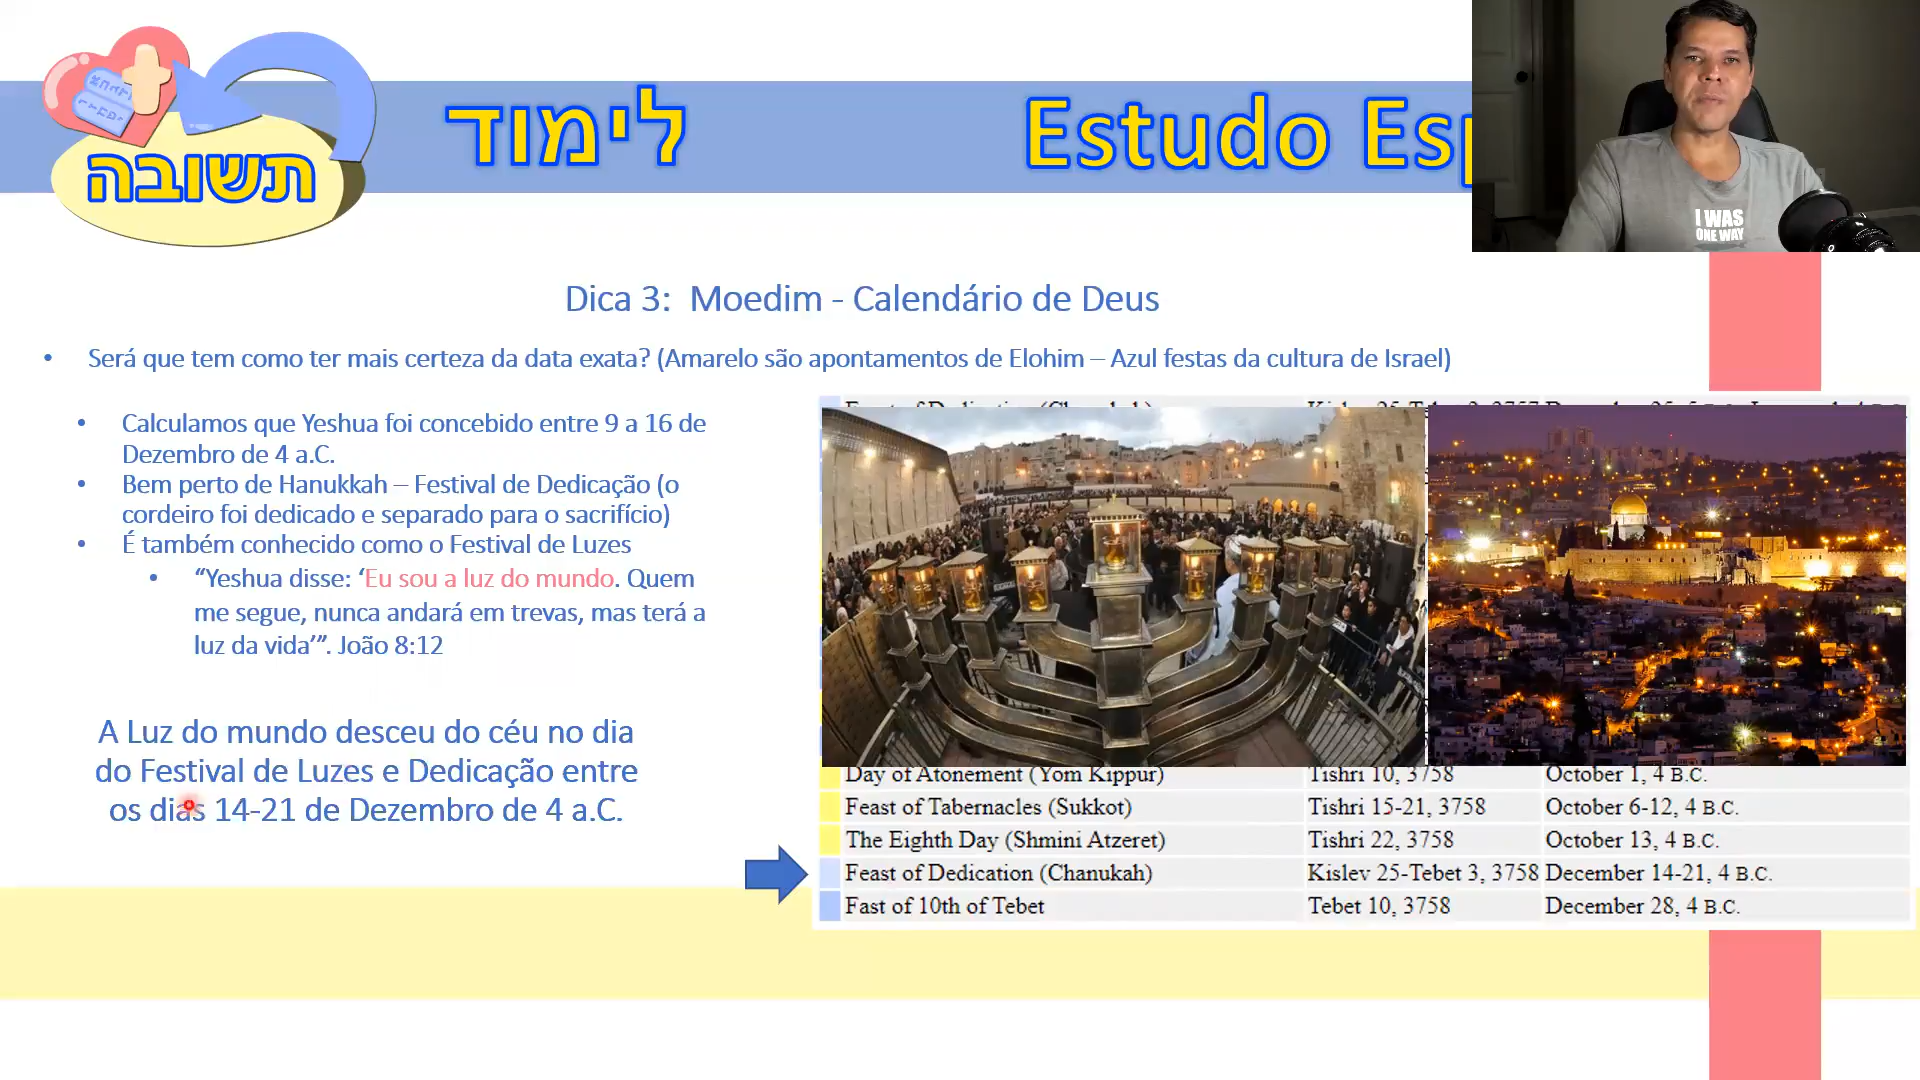 תשובה
לימוד
Estudo
I WAS
ONE WAY
Dica 3: Moedim - Calendário de Deus
• Será que tem como ter mais certeza da data exata? (Amarelo são apontamentos de Elohim – Azul festas da cultura de Israel)
• Calculamos que Yeshua foi concebido entre 9 a 16 de
Dezembro de 4 a.C.
• Bem perto de Hanukkah – Festival de Dedicação (o
cordeiro foi dedicado e separado para o sacrifício)
• É também conhecido como o Festival de Luzes
• “Yeshua disse: ‘Eu sou a luz do mundo. Quem
me segue, nunca andará em trevas, mas terá a
luz da vida’”. João 8:12
A Luz do mundo desceu do céu no dia
do Festival de Luzes e Dedicação entre
os dias 14-21 de Dezembro de 4 a.C.
Day of Atonement (Yom Kippur) Tishri 10, 3758 October 1, 4 B.C.
Feast of Tabernacles (Sukkot) Tishri 15-21, 3758 October 6-12, 4 B.C.
The Eighth Day (Shmini Atzeret) Tishri 22, 3758 October 13, 4 B.C.
Feast of Dedication (Chanukah) Kislev 25-Tebet 3, 3758 December 14-21, 4 B.C.
Fast of 10th of Tebet Tebet 10, 3758 December 28, 4 B.C.